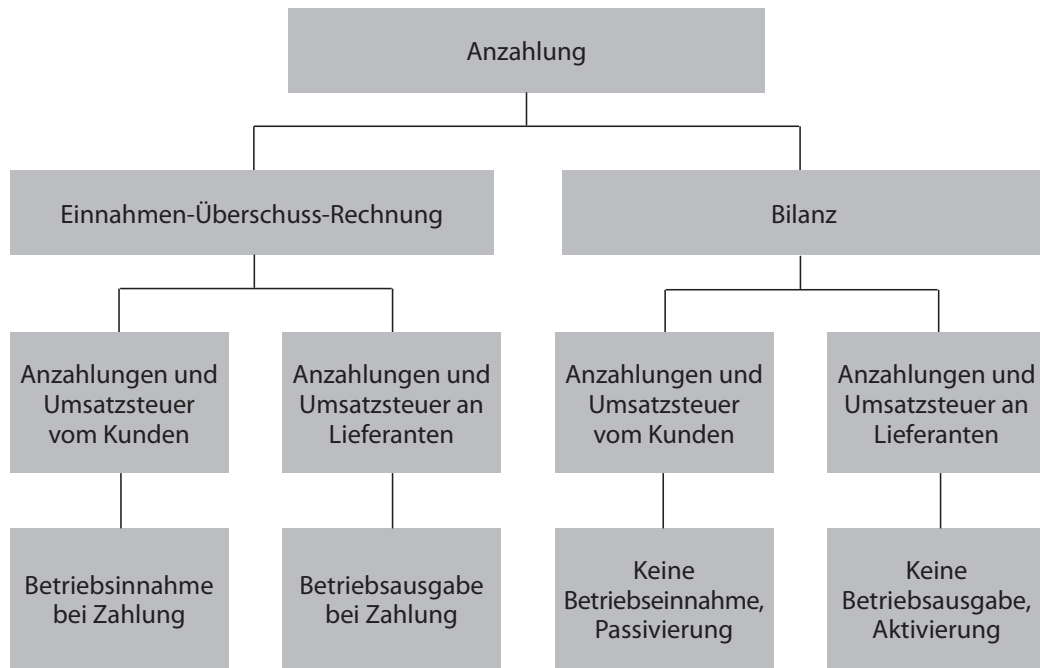 Anzahlung
Einnahmen-Überschuss-Rechnung
Bilanz
Anzahlungen und
Umsatzsteuer
vom Kunden
Anzahlungen und
Umsatzsteuer an
Lieferanten
Anzahlungen und
Umsatzsteuer
vom Kunden
Anzahlungen und
Umsatzsteuer an
Lieferanten
Betriebsinnahme
bei Zahlung
Betriebsausgabe
bei Zahlung
Keine
Betriebseinnahme,
Passivierung
Keine
Betriebsausgabe,
Aktivierung